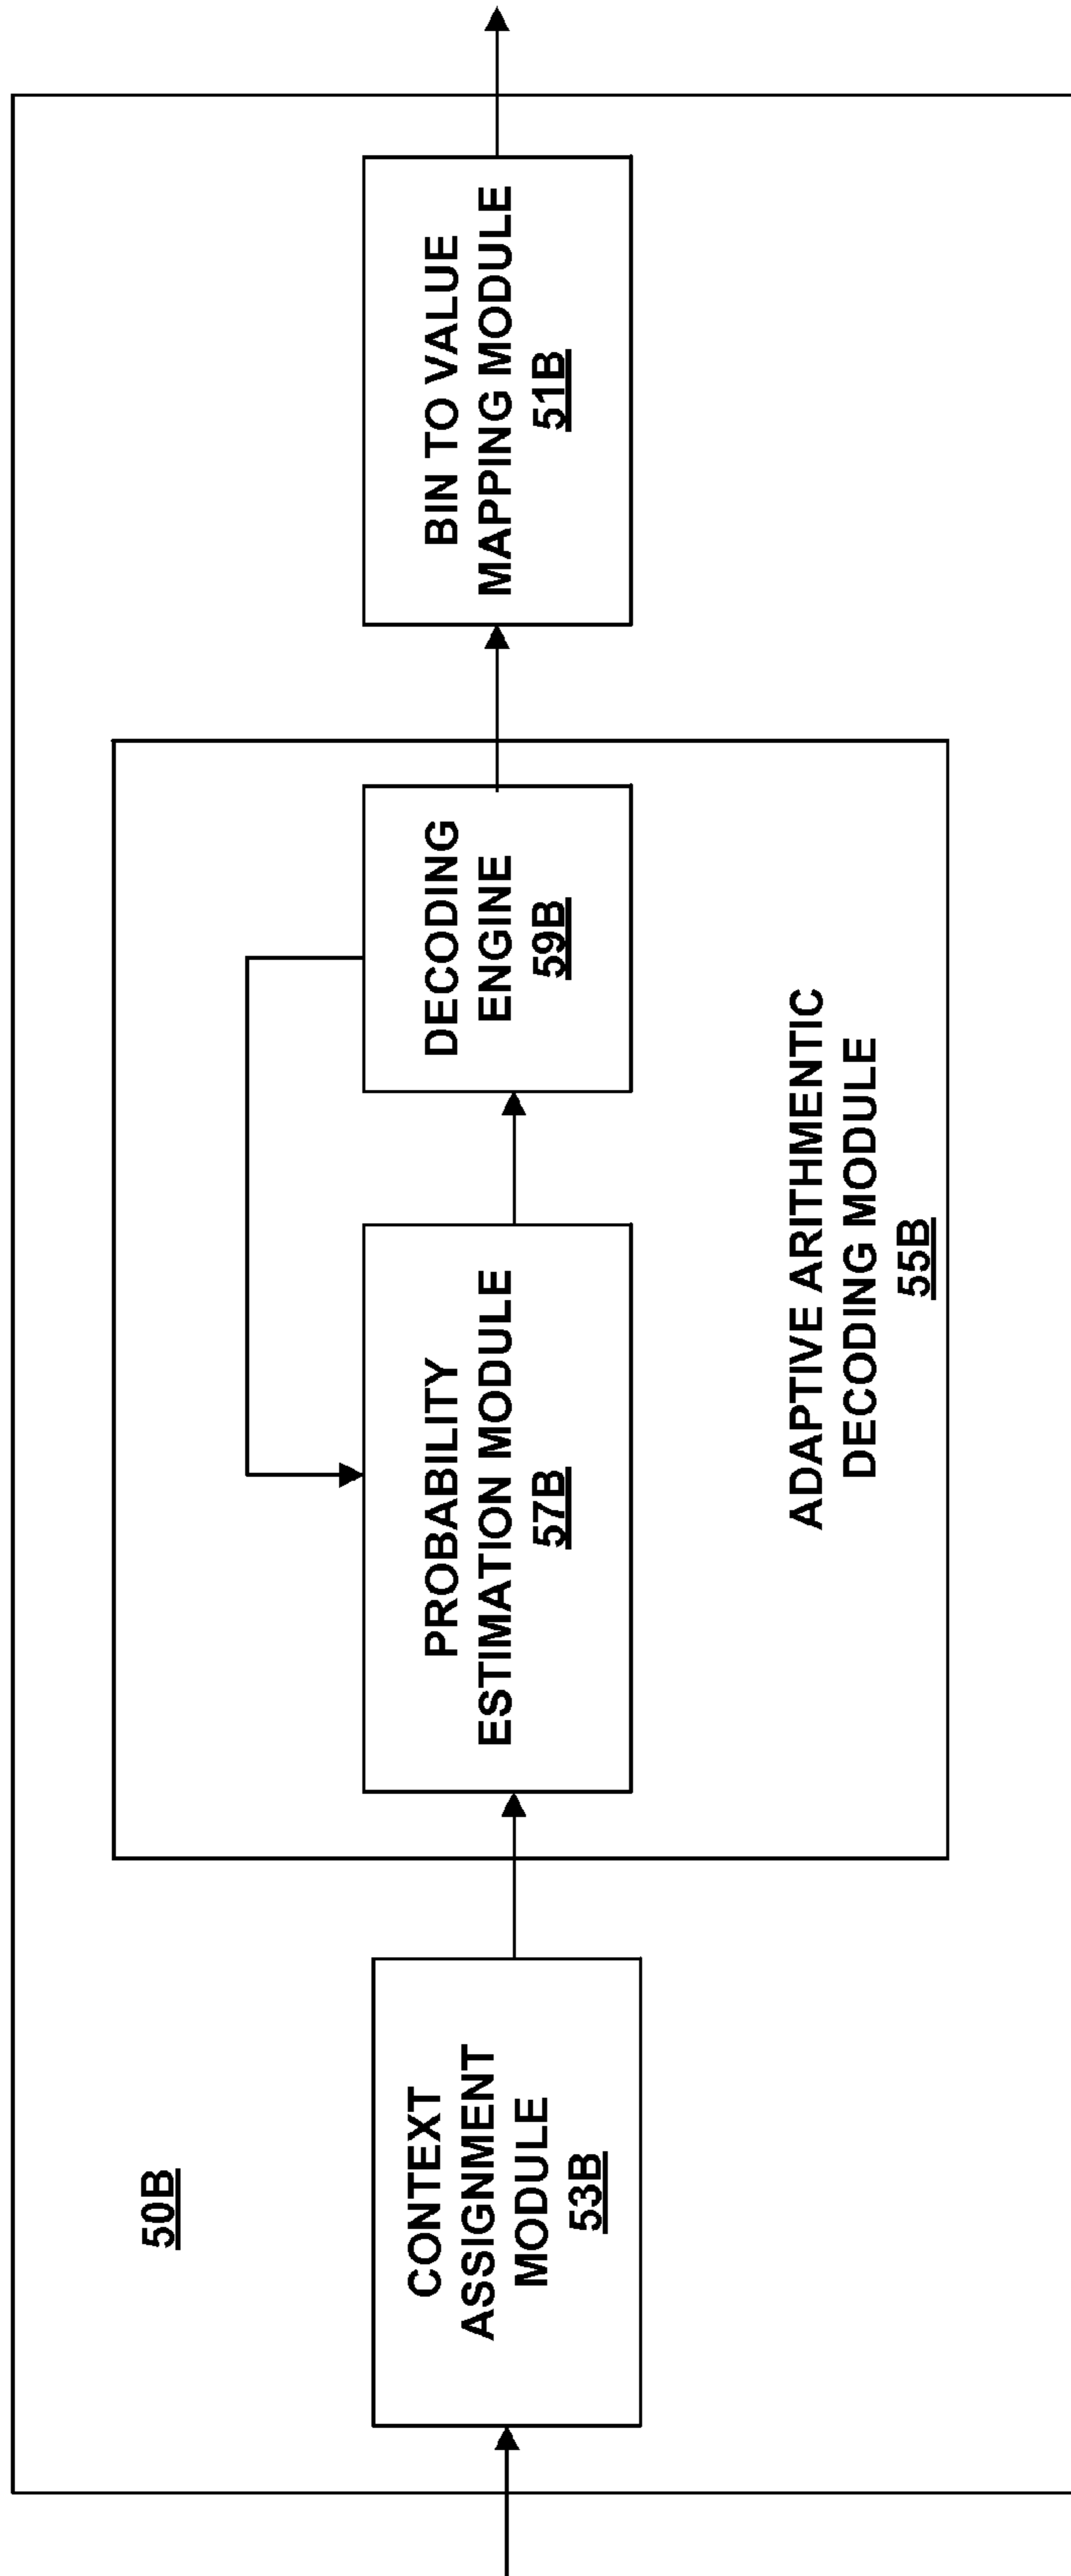 50B
CONTEXT
ASSIGNMENT
MODULE
53B
PROBABILITY
ESTIMATION MODULE
57B
DECODING
ENGINE
59B
ADAPTIVE ARITHMENTIC
DECODING MODULE
55B
BIN TO VALUE
MAPPING MODULE
51B